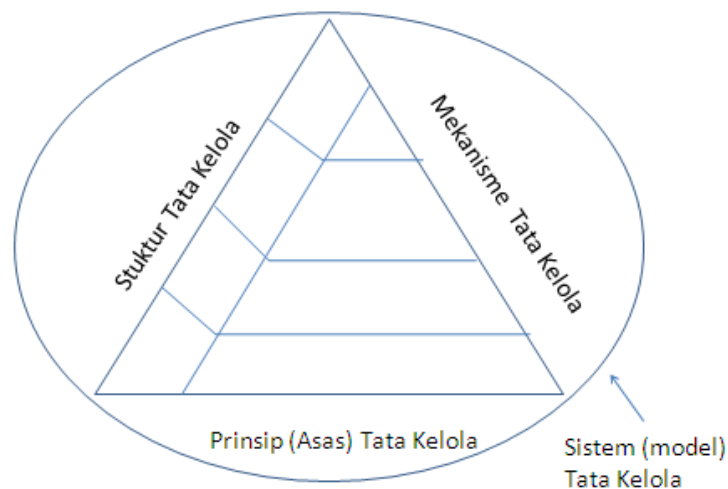 Stuktur Tata Kelola
Mekanisme Tata Kelola
Prinsip (Asas) Tata Kelola
Sistem (model)
Tata Kelola